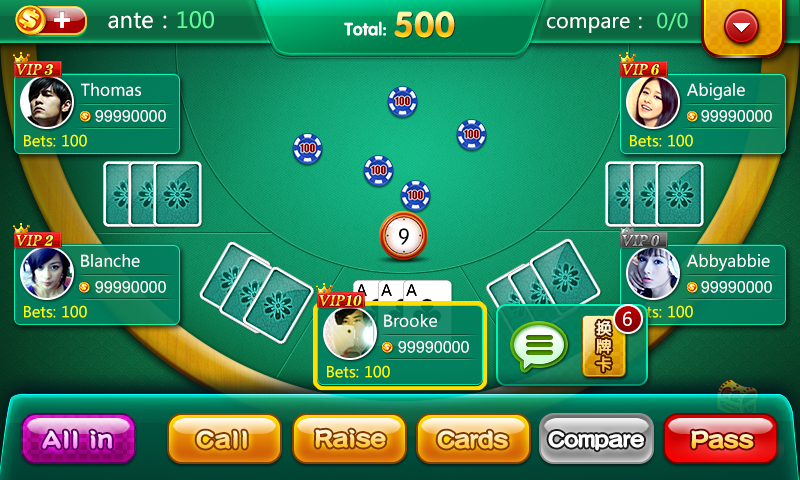 ante : 100
Total: 500
compare : 0/0
VIP 3
Thomas
99990000
Bets: 100
VIP 6
Abigale
99990000
Bets: 100
100
100
100
100
100
9
VIP 2
Blanche
99990000
Bets: 100
VIP 0
Abbyabbie
99990000
Bets: 100
A A A
VIP10
Brooke
99990000
Bets: 100
换牌卡
6
All in
Call
Raise
Cards
Compare
Pass